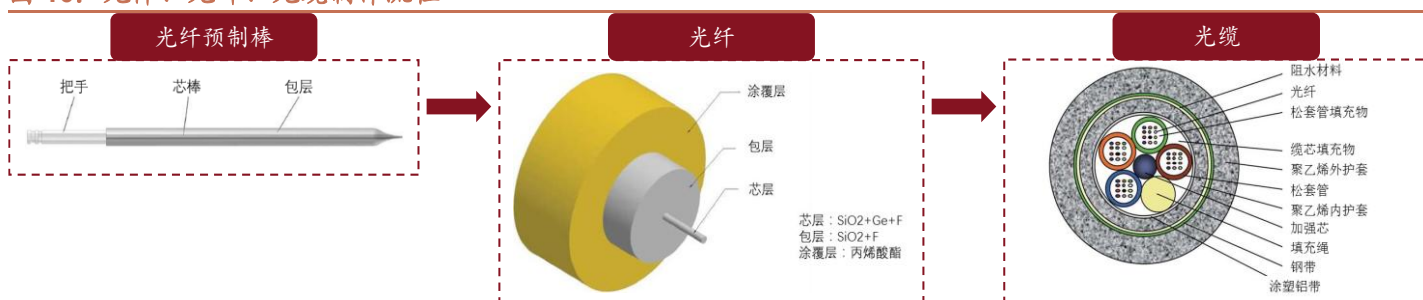 光纤预制棒
把手
芯棒
包层
光纤
涂覆层
包层
芯层
芯层：SiO2+Ge+F
包层：SiO2+F
涂覆层：丙烯酸酯
光缆
阻水材料
光纤
松套管填充物
缆芯填充物
聚乙烯外护套
松套管
聚乙烯内护套
加强芯
填充绳
钢带
涂塑铝带